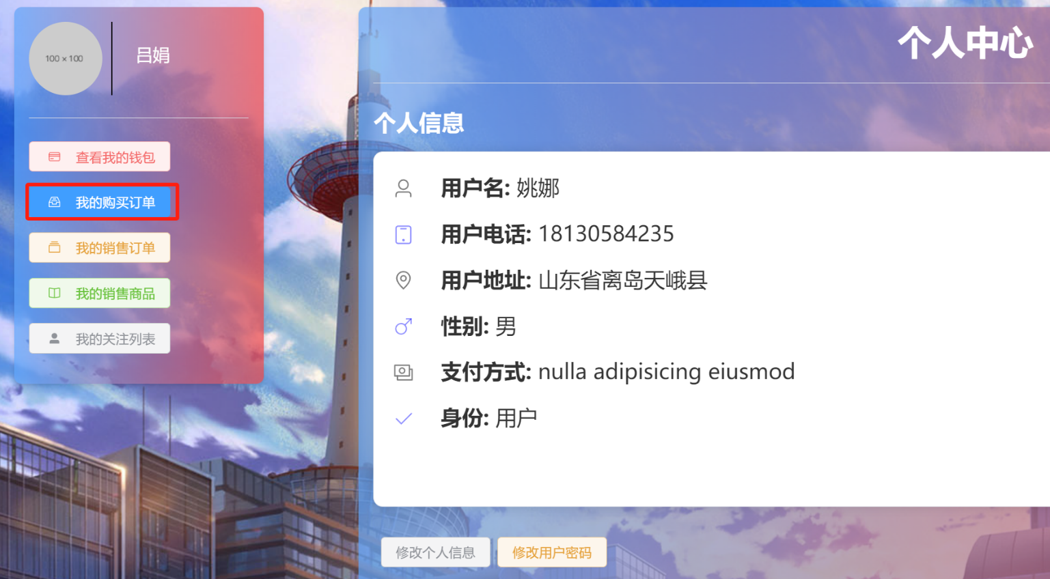 100×100
吕娟
查看我的钱包
我的购买订单
我的销售订单
我的销售商品
我的关注列表
个人中心
个人信息
用户名: 姚娜
用户电话: 18130584235
用户地址: 山东省离岛天峨县
性别: 男
支付方式: nulla adipisicing eiusmod
身份: 用户
修改个人信息
修改用户密码